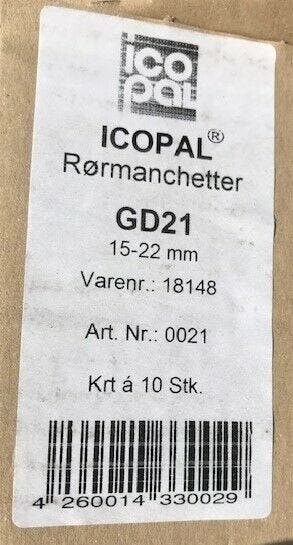 ico
pal
ICOPAL®
Rørmanchetter
GD21
15-22 mm
Varenr.: 18148
Art. Nr.: 0021
Krt á 10 Stk.
4 260014 330029